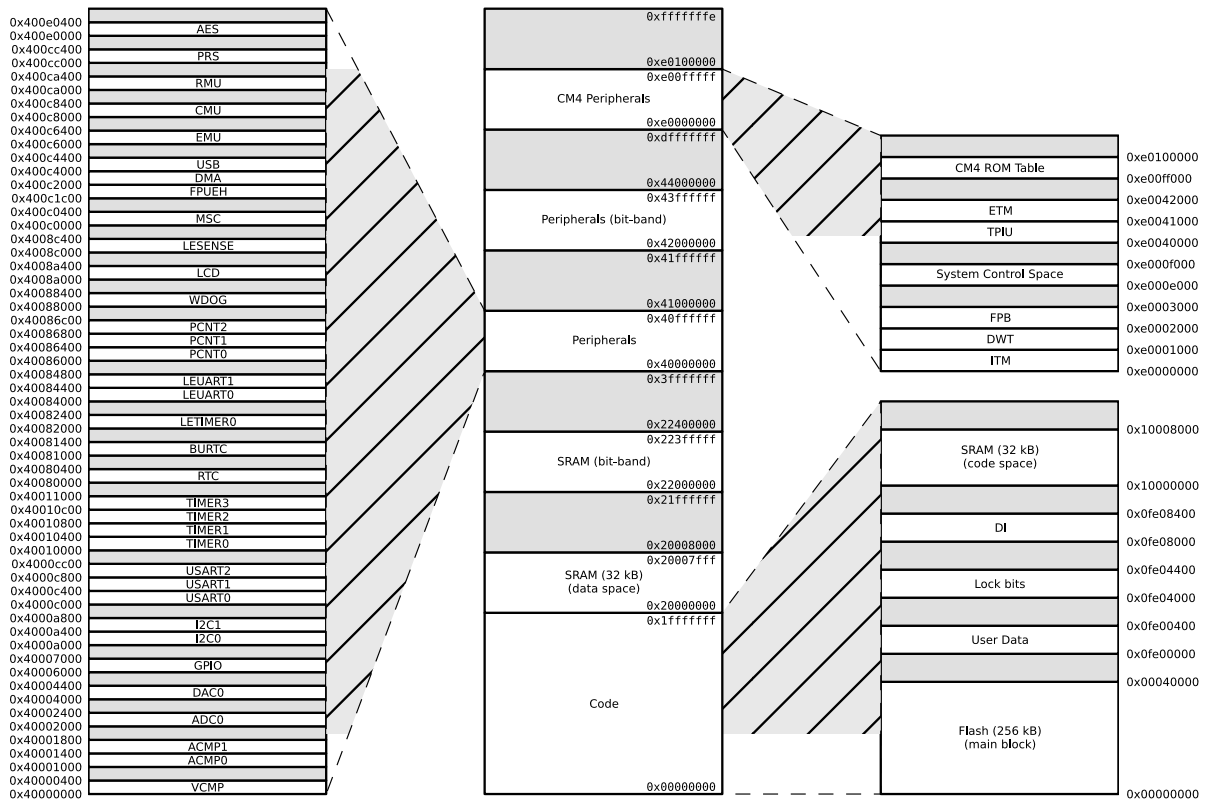 0x400e0400
AES
0x400e0000
0x400cc400
PRS
0x400cc000
0x400ca400
RMU
0x400ca000
0x400c8400
CMU
0x400c8000
0x400c6400
EMU
0x400c6000
0x400c4400
USB
0x400c4000
DMA
0x400c2000
FPUEH
0x400c1c00
0x400c0400
MSC
0x400c0000
0x4008c400
LESENSE
0x4008c000
0x4008a400
LCD
0x4008a000
0x40088400
WDOG
0x40088000
0x40086c00
PCNT2
0x40086800
PCNT1
0x40086400
PCNT0
0x40086000
0x40084800
LEUART1
0x40084400
LEUART0
0x40084000
0x40082400
LETIMER0
0x40082000
0x40081400
BURTC
0x40081000
0x40080400
RTC
0x40080000
0x40011000
TIMER3
0x40010c00
TIMER2
0x40010800
TIMER1
0x40010400
TIMER0
0x40010000
0x4000cc00
USART2
0x4000c800
USART1
0x4000c400
USART0
0x4000c000
0x4000a800
I2C1
0x4000a400
I2C0
0x4000a000
0x40007000
GPIO
0x40006000
0x40004400
DAC0
0x40004000
0x40002400
ADC0
0x40002000
0x40001800
ACMP1
0x40001400
ACMP0
0x40001000
0x40000400
VCMP
0x40000000
0xfffffffe
0xe0100000
0xe00fffff
CM4 Peripherals
0xe0000000
0xdfffffff
0x44000000
0x43ffffff
Peripherals (bit-band)
0x42000000
0x41ffffff
0x41000000
0x40ffffff
Peripherals
0x40000000
0x3fffffff
0x22400000
0x223fffff
SRAM (bit-band)
0x22000000
0x21ffffff
0x20008000
0x20007fff
SRAM (32 kB)
(data space)
0x20000000
0x1fffffff
Code
0x00000000
0xe0100000
CM4 ROM Table
0xe00ff000
0xe0042000
ETM
0xe0041000
TPIU
0xe0040000
0xe000f000
System Control Space
0xe000e000
0xe0003000
FPB
0xe0002000
DWT
0xe0001000
ITM
0xe0000000
0x10008000
SRAM (32 kB)
(code space)
0x10000000
0x0fe08400
DI
0x0fe08000
0x0fe04400
Lock bits
0x0fe04000
0x0fe00400
User Data
0x0fe00000
0x00040000
Flash (256 kB)
(main block)
0x00000000